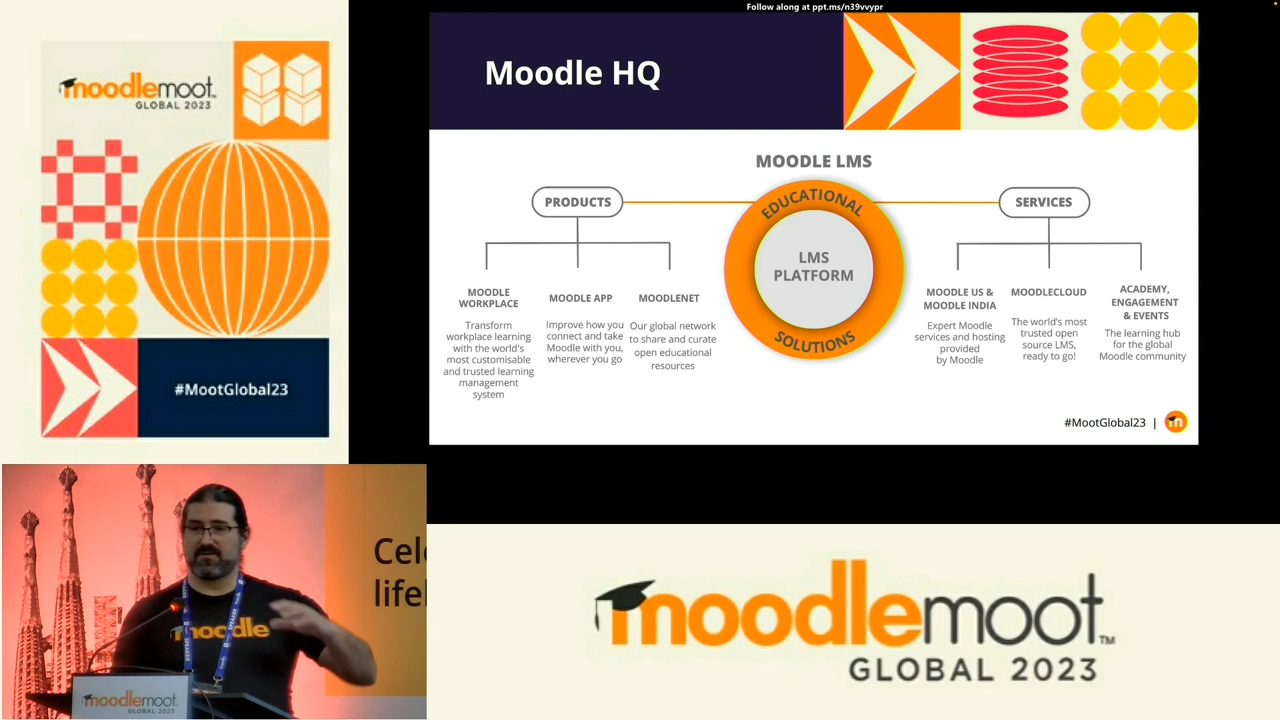 Follow along at ppt.ms/n39vvypr
moodlemoot™
GLOBAL 2023
#MootGlobal23
Moodle HQ
MOODLE LMS
PRODUCTS
EDUCATIONAL
SOLUTIONS
LMS
PLATFORM
SERVICES
MOODLE
WORKPLACE
Transform
workplace learning
with the world's
most customisable
and trusted learning
management
system
MOODLE APP
Improve how you
connect and take
Moodle with you,
wherever you go
MOODLENET
Our global network
to share and curate
open educational
resources
MOODLE US &
MOODLE INDIA
Expert Moodle
services and hosting
provided
by Moodle
MOODLECLOUD
The world's most
trusted open
source LMS,
ready to go!
ACADEMY,
ENGAGEMENT
& EVENTS
The learning hub
for the global
Moodle community
#MootGlobal23 | m
Cel
lifel
moodle
SPEAKER
moodlemoot
GLOBAL 2023
moodlemoot™
GLOBAL 2023